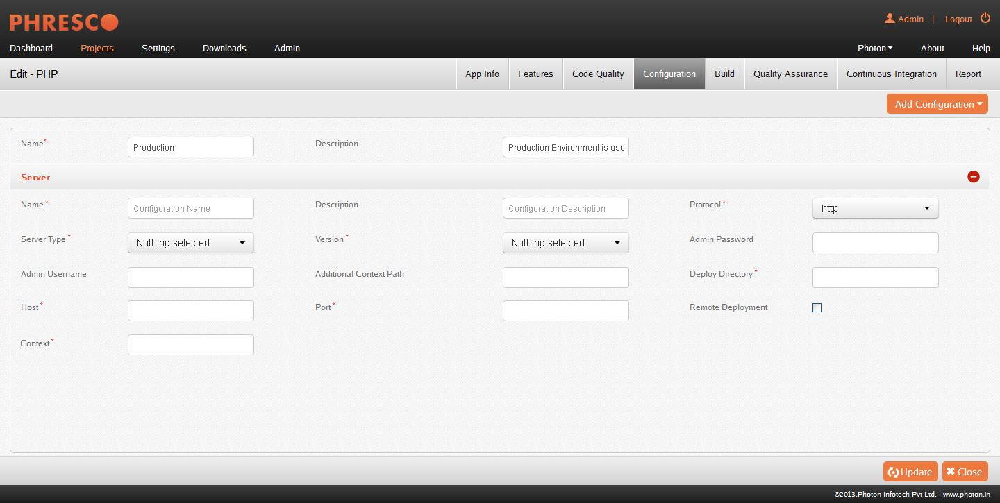 PHRESCO
Admin | Logout
Dashboard Projects Settings Downloads Admin Photon About Help
Edit - PHP App Info Features Code Quality Configuration Build Quality Assurance Continuous Integration Report
Add Configuration
Name* Production Description Production Environment is use
Server
Name* Configuration Name Description Configuration Description Protocol* http
Server Type* Nothing selected Version* Nothing selected Admin Password
Admin Username Additional Context Path Deploy Directory*
Host* Port* Remote Deployment
Context*
Update Close
©2013.Photon Infotech Pvt Ltd. | www.photon.in